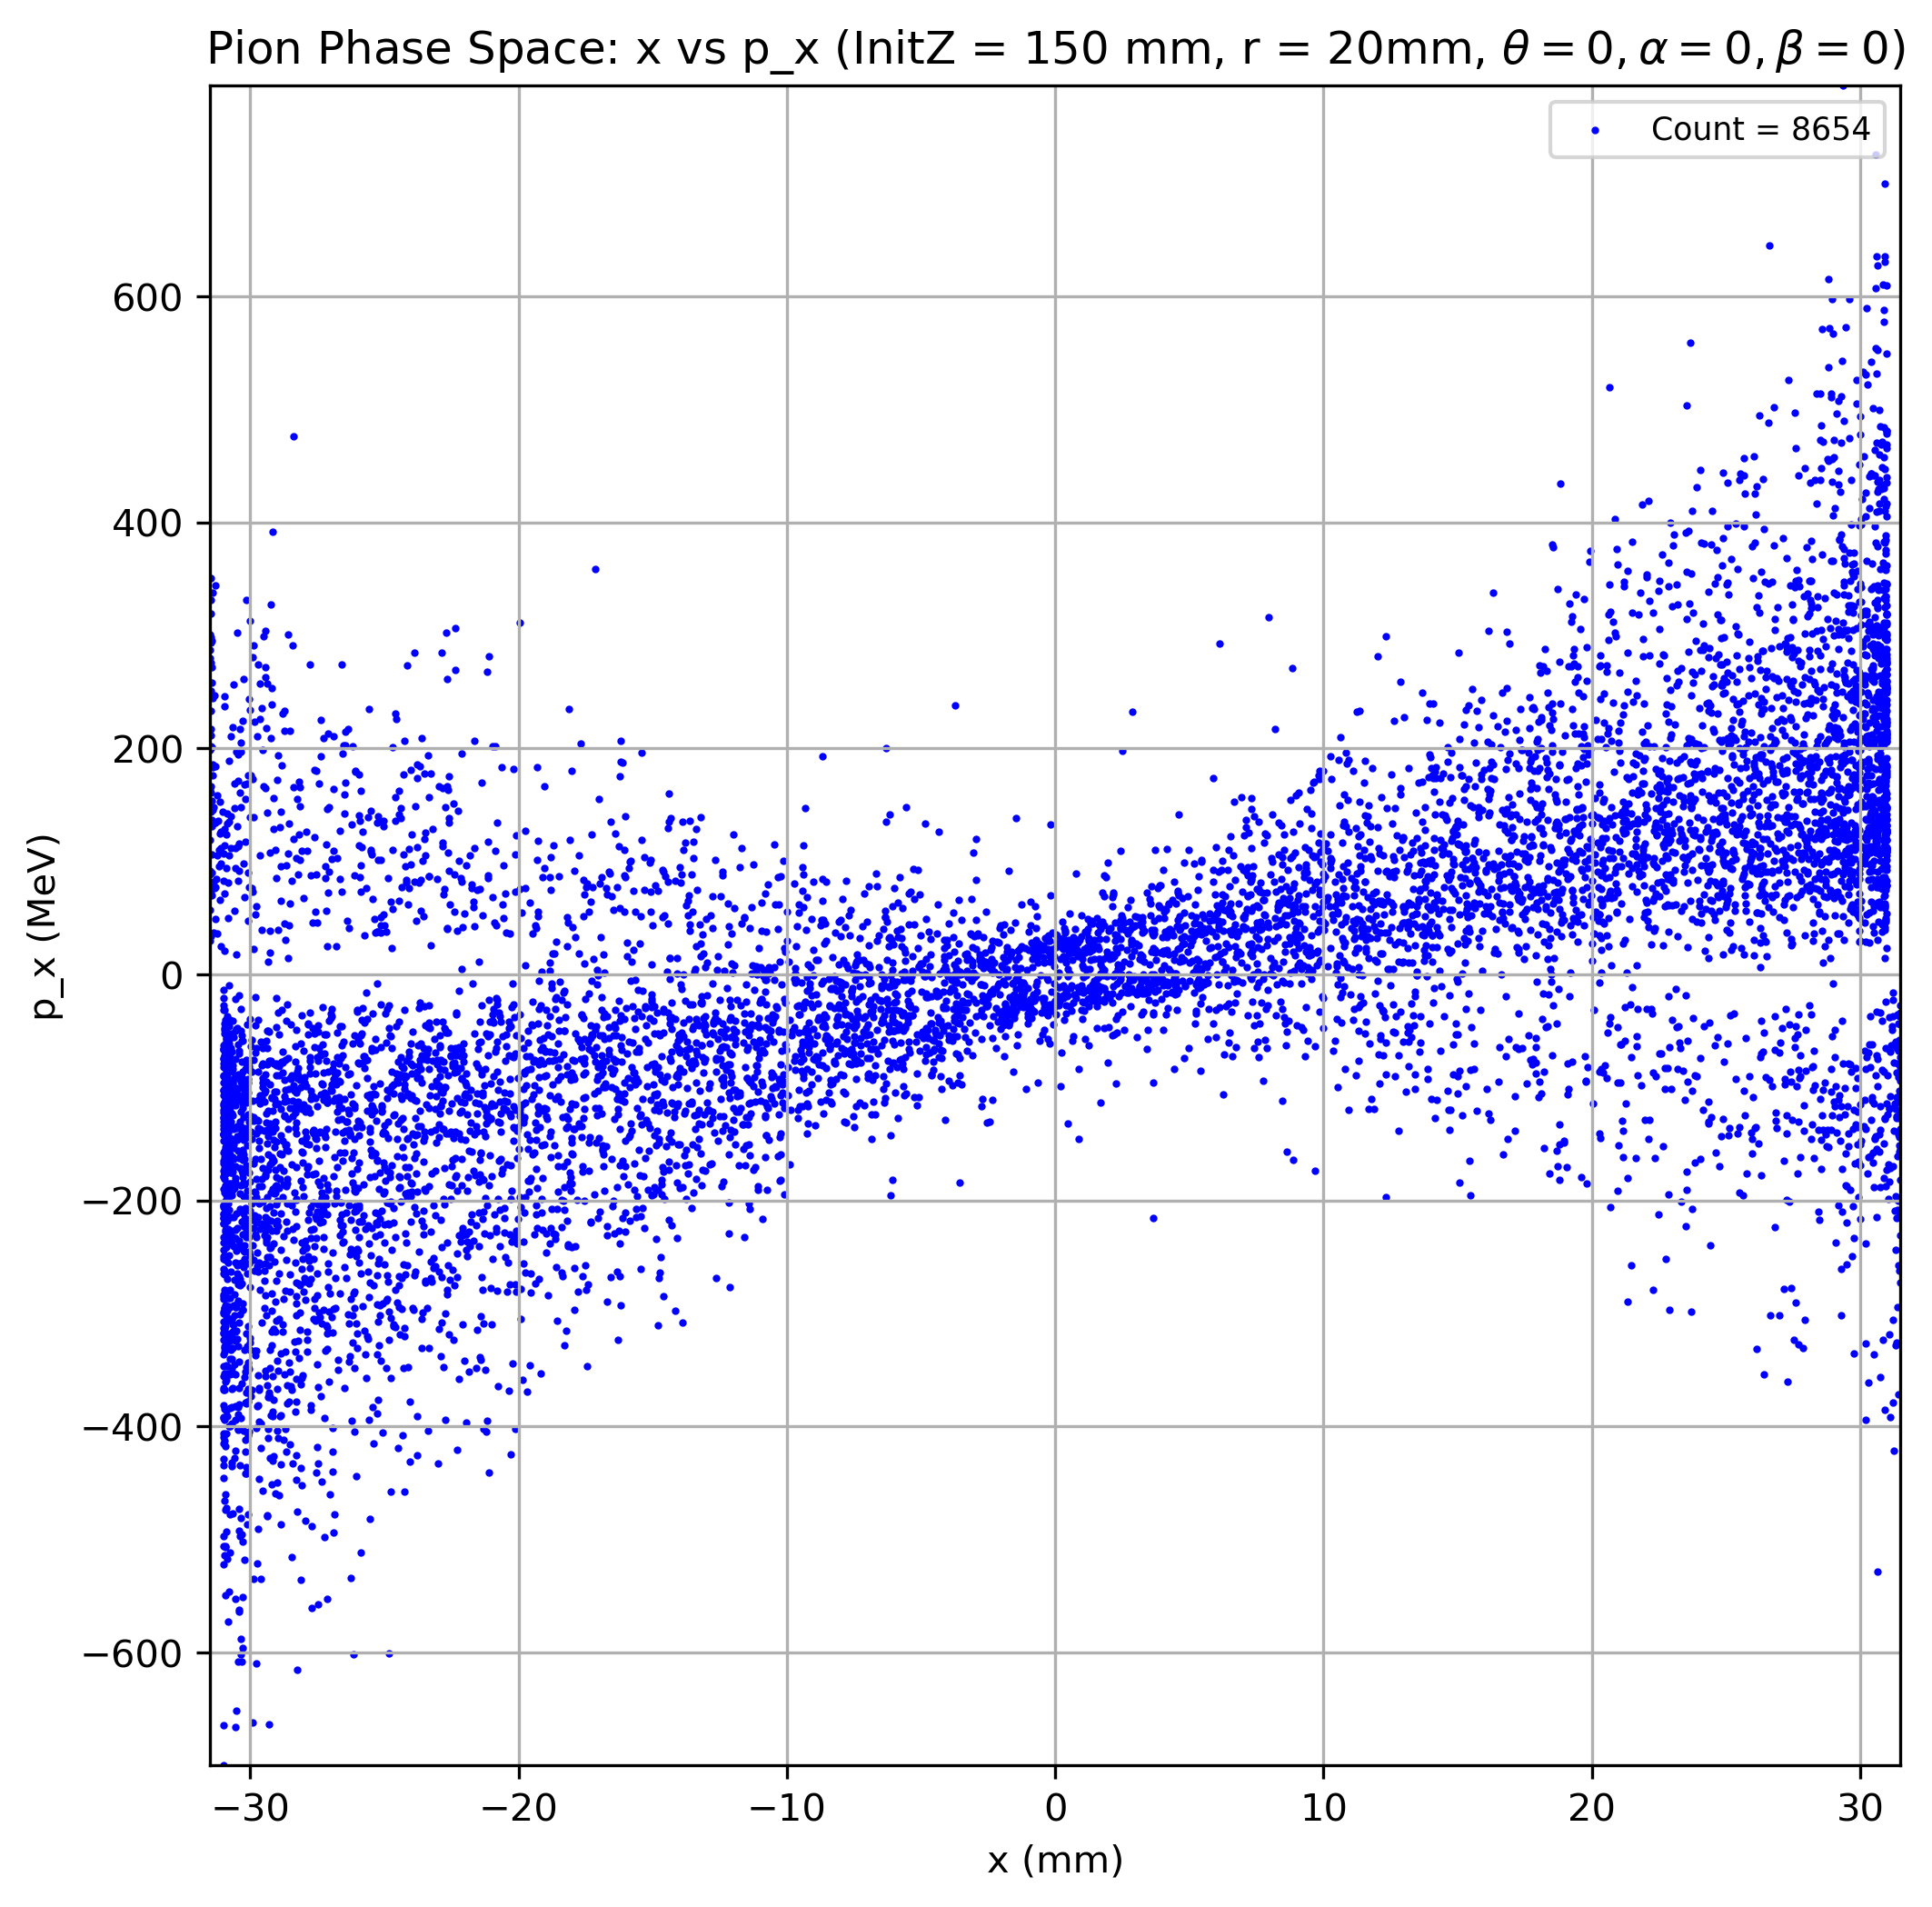 Pion Phase Space: x vs p_x (InitZ = 150 mm, r = 20mm, θ = 0, α = 0, β = 0)
Count = 8654
600
400
200
0
−200
−400
−600
p_x (MeV)
−30 −20 −10 0 10 20 30
x (mm)